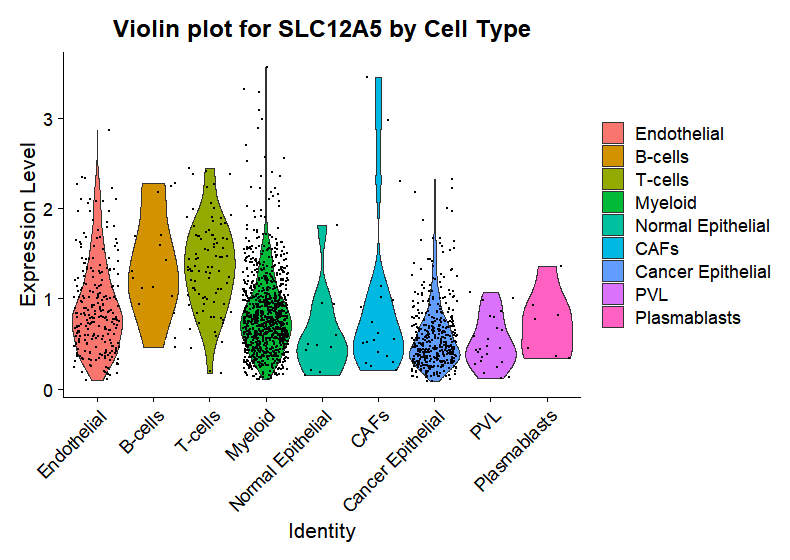 Violin plot for SLC12A5 by Cell Type
Expression Level
3
2
1
0
Endothelial
B-cells
T-cells
Myeloid
Normal Epithelial
CAFs
Cancer Epithelial
PVL
Plasmablasts
Identity
Endothelial
B-cells
T-cells
Myeloid
Normal Epithelial
CAFs
Cancer Epithelial
PVL
Plasmablasts